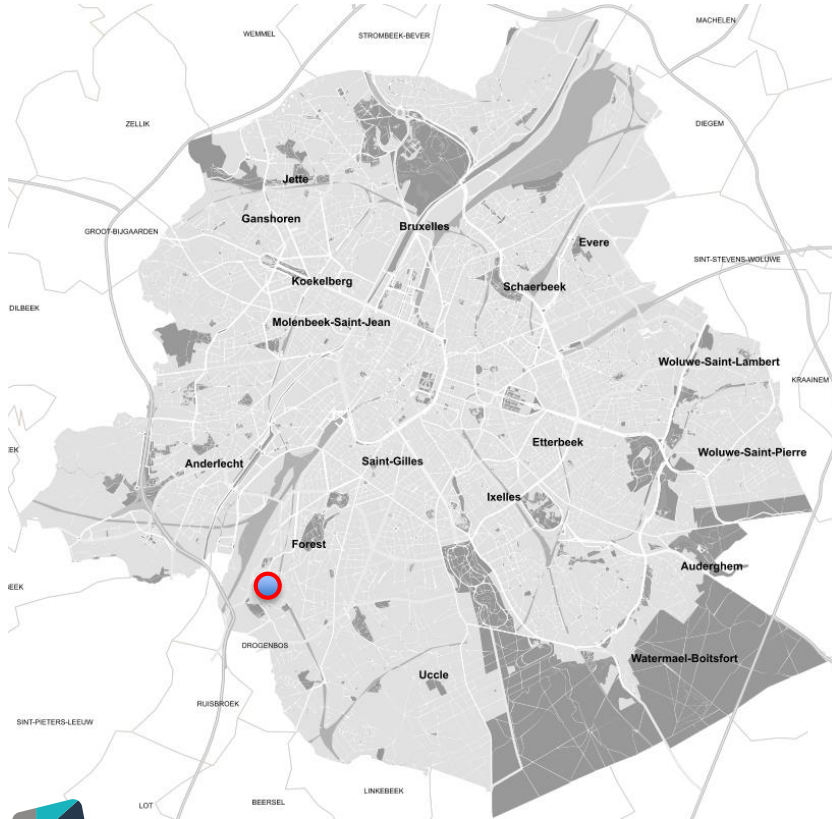 WEMMEL
STROMBEEK-BEVER
MACHELEN
ZELLIK
DIEGEM
Jette
Ganshoren
Bruxelles
GROOT-BIJGAARDEN
Evere
SINT-STEVENS-WOLUWE
Koekelberg
Schaerbeek
DILBEEK
Molenbeek-Saint-Jean
Woluwe-Saint-Lambert
KRAAINEM
Etterbeek
EEK
Woluwe-Saint-Pierre
Anderlecht
Saint-Gilles
Ixelles
Forest
Auderghem
BEEK
DROGENBOS
Watermael-Boitsfort
Uccle
RUISBROEK
SINT-PIETERS-LEEUW
LINKEBEEK
LOT
BEERSEL